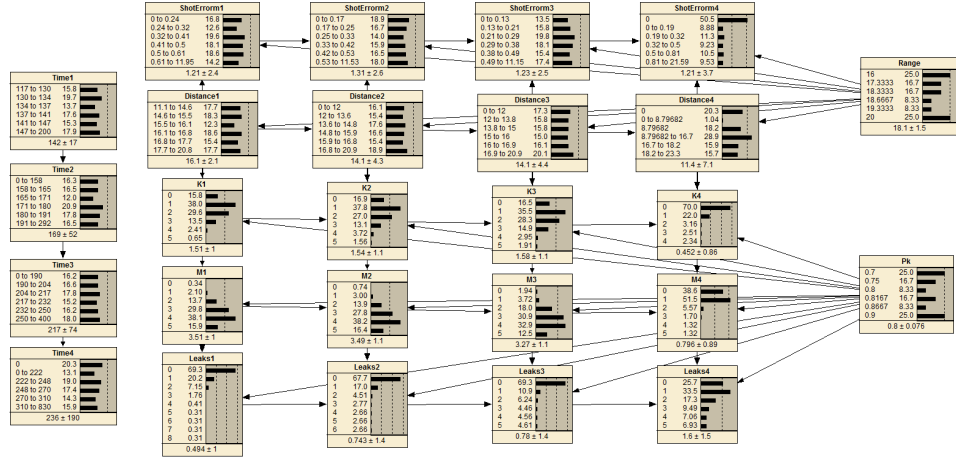 ShotErrorm1
0 to 0.24 16.8
0.24 to 0.32 12.6
0.32 to 0.41 19.6
0.41 to 0.5 18.1
0.5 to 0.61 18.6
0.61 to 11.95 14.2
1.21 ± 2.4
ShotErrorm2
0 to 0.17 18.9
0.17 to 0.25 16.7
0.25 to 0.33 14.0
0.33 to 0.42 15.9
0.42 to 0.53 16.5
0.53 to 11.53 18.0
1.31 ± 2.6
ShotErrorm3
0 to 0.13 13.5
0.13 to 0.21 15.8
0.21 to 0.29 19.8
0.29 to 0.38 18.1
0.38 to 0.49 15.4
0.49 to 11.15 17.4
1.23 ± 2.5
ShotErrorm4
0 50.5
0 to 0.19 8.88
0.19 to 0.32 11.3
0.32 to 0.5 9.23
0.5 to 0.81 10.5
0.81 to 21.59 9.53
1.21 ± 3.7
Range
16 25.0
17.3333 16.7
18.3333 16.7
18.6667 8.33
19.3333 8.33
20 25.0
18.1 ± 1.5
Time1
117 to 130 15.8
130 to 134 19.7
134 to 137 13.7
137 to 141 17.6
141 to 147 15.3
147 to 200 17.9
142 ± 17
Distance1
11.1 to 14.6 17.7
14.6 to 15.5 18.3
15.5 to 16.1 12.3
16.1 to 16.8 18.6
16.8 to 17.7 15.4
17.7 to 20.8 17.7
16.1 ± 2.1
Distance2
0 to 12 16.1
12 to 13.6 15.4
13.6 to 14.8 17.6
14.8 to 15.9 16.6
15.9 to 16.8 15.4
16.8 to 20.9 18.9
14.1 ± 4.3
Distance3
0 to 12 17.3
12 to 13.8 15.8
13.8 to 15 15.8
15 to 16 15.0
16 to 16.9 16.1
16.9 to 20.9 20.1
14.1 ± 4.4
Distance4
0 20.3
0 to 8.79682 1.04
8.79682 18.2
8.79682 to 16.7 28.9
16.7 to 18.2 15.9
18.2 to 23.3 15.7
11.4 ± 7.1
Time2
0 to 158 16.3
158 to 165 16.5
165 to 171 12.0
171 to 180 20.9
180 to 191 17.8
191 to 292 16.5
169 ± 52
K1
0 15.8
1 38.0
2 29.6
3 13.5
4 2.41
5 0.65
1.51 ± 1
K2
0 16.9
1 37.8
2 27.0
3 13.1
4 3.72
5 1.56
1.54 ± 1.1
K3
0 16.5
1 35.5
2 28.3
3 14.9
4 2.95
5 1.91
1.58 ± 1.1
K4
0 70.0
1 22.0
2 3.16
3 2.51
4 2.34
0.452 ± 0.86
Time3
0 to 190 16.2
190 to 204 16.6
204 to 217 17.8
217 to 232 15.2
232 to 250 16.2
250 to 400 18.0
217 ± 74
M1
0 0.34
1 2.10
2 13.7
3 29.8
4 38.1
5 15.9
3.51 ± 1
M2
0 0.74
1 3.00
2 13.9
3 27.8
4 38.2
5 16.4
3.49 ± 1.1
M3
0 1.94
1 3.72
2 18.0
3 30.9
4 32.9
5 12.5
3.27 ± 1.1
M4
0 38.6
1 51.5
2 5.57
3 1.70
4 1.32
5 1.32
0.796 ± 0.89
Pk
0.7 25.0
0.75 16.7
0.8 8.33
0.8167 16.7
0.8667 8.33
0.9 25.0
0.8 ± 0.076
Time4
0 20.3
0 to 222 13.1
222 to 248 19.0
248 to 270 17.4
270 to 310 14.3
310 to 830 15.9
236 ± 190
Leaks1
0 69.3
1 20.2
2 7.15
3 1.76
4 0.41
5 0.31
6 0.31
7 0.31
8 0.31
0.494 ± 1
Leaks2
0 67.7
1 17.0
2 4.51
3 2.77
4 2.66
5 2.66
6 2.66
0.743 ± 1.4
Leaks3
0 69.3
1 10.9
2 6.24
3 4.46
4 4.56
5 4.61
0.78 ± 1.4
Leaks4
0 25.7
1 33.5
2 17.3
3 9.49
4 7.06
5 6.93
1.6 ± 1.5